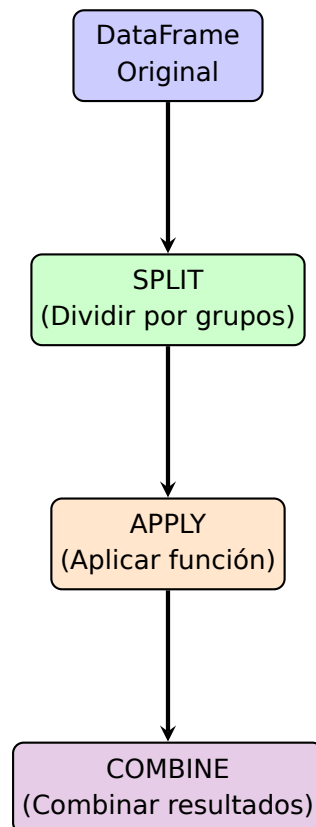 DataFrame
Original
SPLIT
(Dividir por grupos)
APPLY
(Aplicar función)
COMBINE
(Combinar resultados)